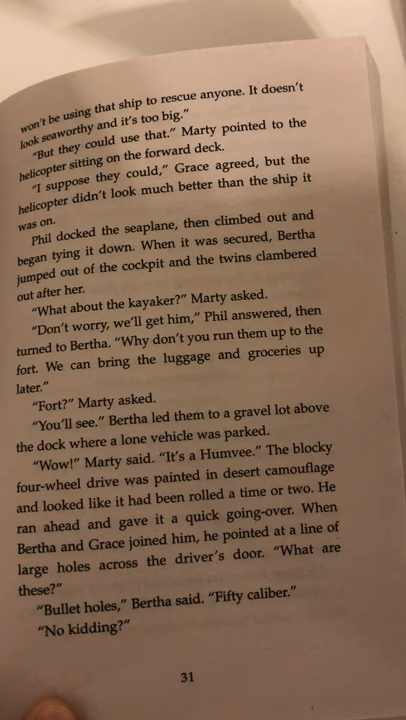 won't be using that ship to rescue anyone. It doesn't
look seaworthy and it's too big."
"But they could use that." Marty pointed to the
helicopter sitting on the forward deck.
"I suppose they could," Grace agreed, but the
helicopter didn't look much better than the ship it
was on.
Phil docked the seaplane, then climbed out and
began tying it down. When it was secured, Bertha
jumped out of the cockpit and the twins clambered
out after her.
"What about the kayaker?" Marty asked.
"Don't worry, we'll get him," Phil answered, then
turned to Bertha. "Why don't you run them up to the
fort. We can bring the luggage and groceries up
later."
"Fort?" Marty asked.
"You'll see." Bertha led them to a gravel lot above
the dock where a lone vehicle was parked.
"Wow!" Marty said. "It's a Humvee." The blocky
four-wheel drive was painted in desert camouflage
and looked like it had been rolled a time or two. He
ran ahead and gave it a quick going-over. When
Bertha and Grace joined him, he pointed at a line of
large holes across the driver's door. "What are
these?"
"Bullet holes," Bertha said. "Fifty caliber."
"No kidding?"
31